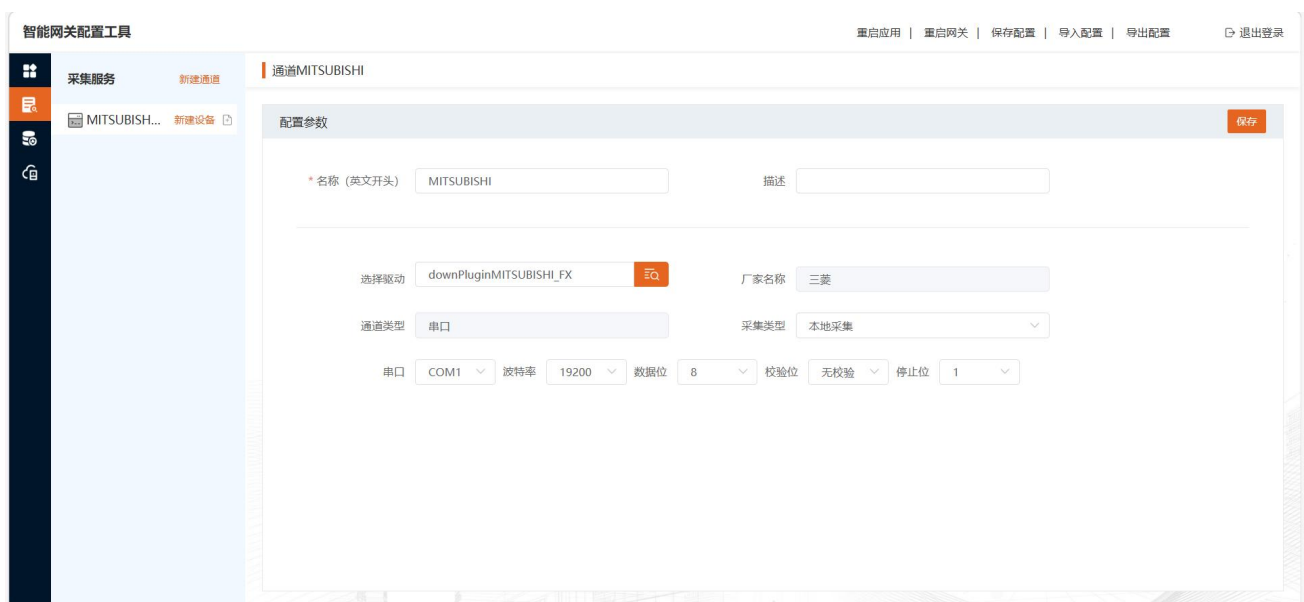 智能网关配置工具 重启应用 | 重启网关 | 保存配置 | 导入配置 | 导出配置 退出登录
采集服务 新建通道
MITSUBISH... 新建设备
通道MITSUBISHI
配置参数 保存
* 名称（英文开头） MITSUBISHI 描述
选择驱动 downPluginMITSUBISHI_FX 厂家名称 三菱
通道类型 串口 采集类型 本地采集
串口 COM1 波特率 19200 数据位 8 校验位 无校验 停止位 1